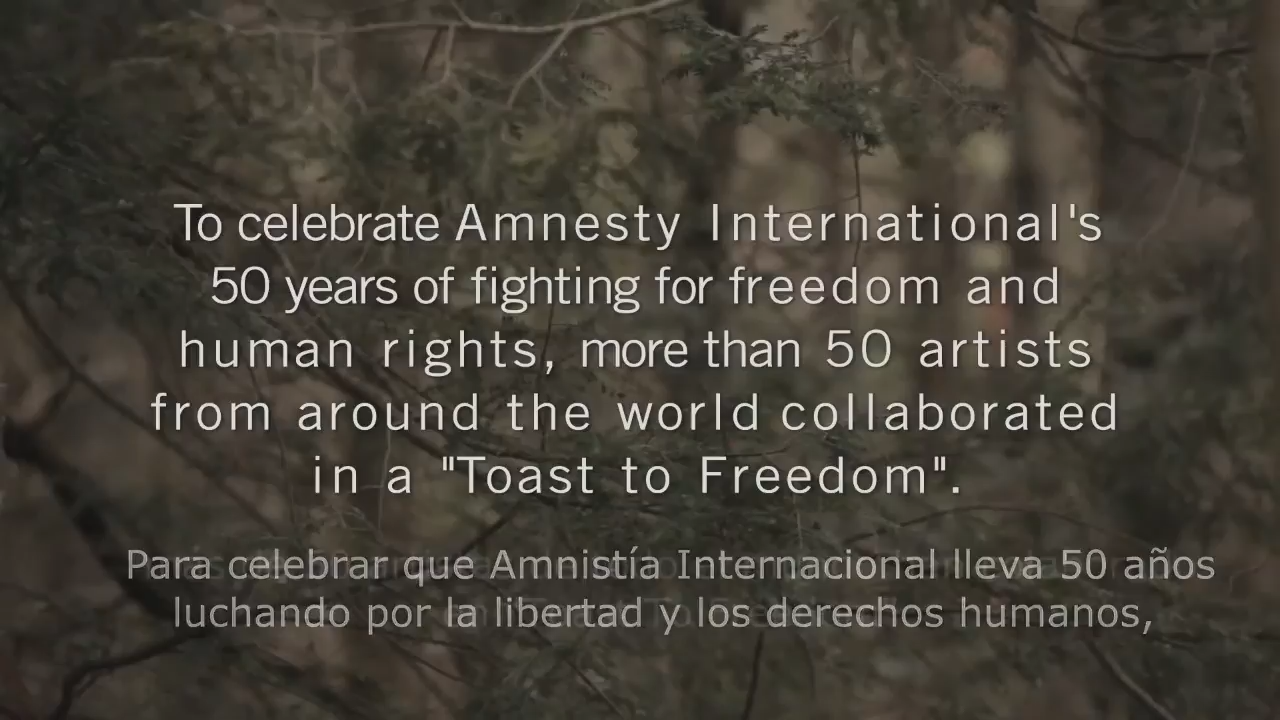 To celebrate Amnesty International's
50 years of fighting for freedom and
human rights, more than 50 artists
from around the world collaborated
in a "Toast to Freedom".
Para celebrar que Amnistía Internacional lleva 50 años
luchando por la libertad y los derechos humanos,